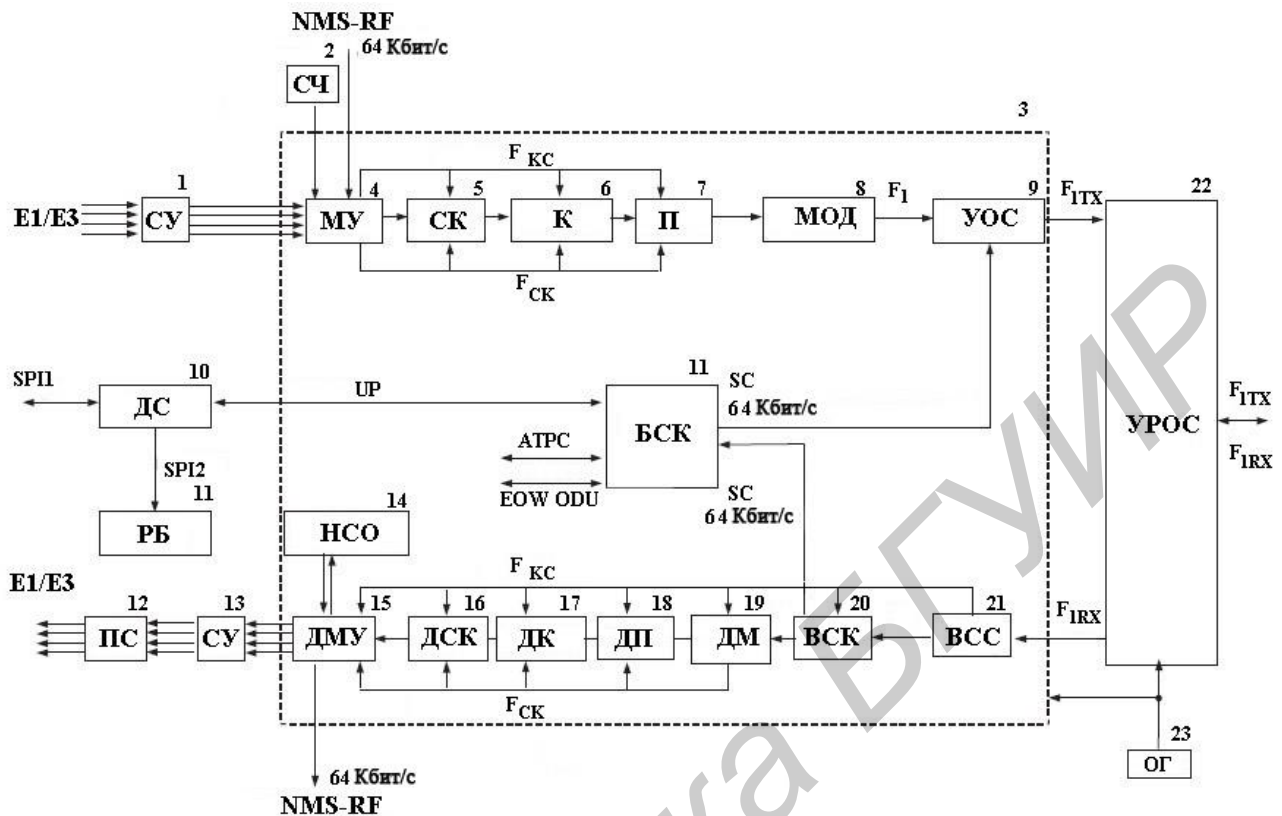 NMS-RF
2 64 Кбит/с
СЧ
3
F КС
1 4 5 6 7 8 F1 9 F1TX 22
E1/E3 СУ МУ СК К П МОД УОС
FСК
11 SC
SPI1 10 UP 64 Кбит/с
ДС БСК F1TX
УРОС
ATPC F1RX
SPI2 EOW ODU SC
11 14 64 Кбит/с
РБ НСО
E1/E3 F КС
12 13 15 16 17 18 19 20 21 F1RX
ПС СУ ДМУ ДСК ДК ДП ДМ ВСК ВСС
FСК
23
ОГ
64 Кбит/с
NMS-RF
ка БГУИР